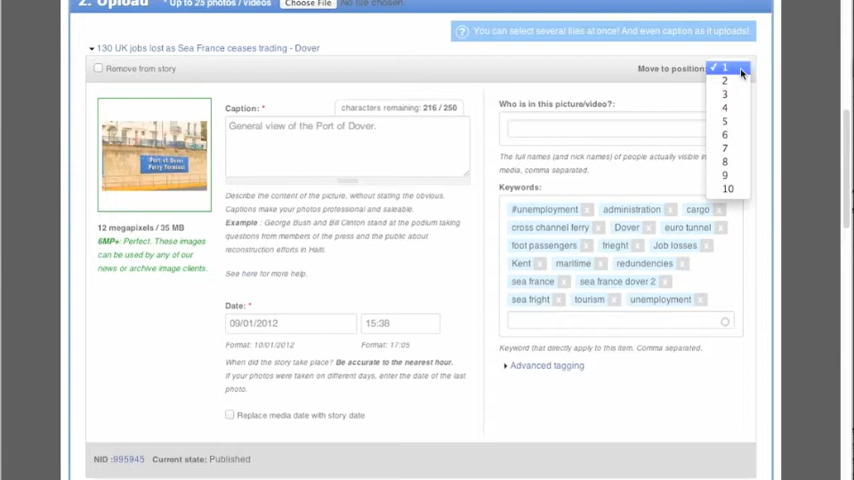 2. Upload * Up to 25 photos / videos Choose File No file chosen
? You can select several files at once! And even caption as it uploads!
130 UK jobs lost as Sea France ceases trading - Dover
Remove from story
Move to position:
✓ 1
2
3
4
5
6
7
8
9
10
Port of Dover
Ferry Terminal
12 megapixels / 35 MB
6MP+: Perfect. These images
can be used by any of our
news or archive image clients.
Caption: *
characters remaining: 216 / 250
General view of the Port of Dover.
Describe the content of the picture, without stating the obvious.
Captions make your photos professional and saleable.
Example : George Bush and Bill Clinton stand at the podium taking
questions from members of the press and the public about
reconstruction efforts in Haiti.
See here for more help.
Date: *
09/01/2012
15:38
Format: 10/01/2012
Format: 17:05
When did the story take place? Be accurate to the nearest hour.
If your photos were taken on different days, enter the date of the last
photo.
Replace media date with story date
Who is in this picture/video?:
The full names (and nick names) of people actually visible in
media, comma separated.
Keywords:
#unemployment x administration x cargo x
cross channel ferry x Dover x euro tunnel x
foot passengers x frieght x Job losses x
Kent x maritime x redundencies x
sea france x sea france dover 2 x
sea fright x tourism x unemployment x
Keyword that directly apply to this item. Comma separated.
Advanced tagging
NID :995945 Current state: Published